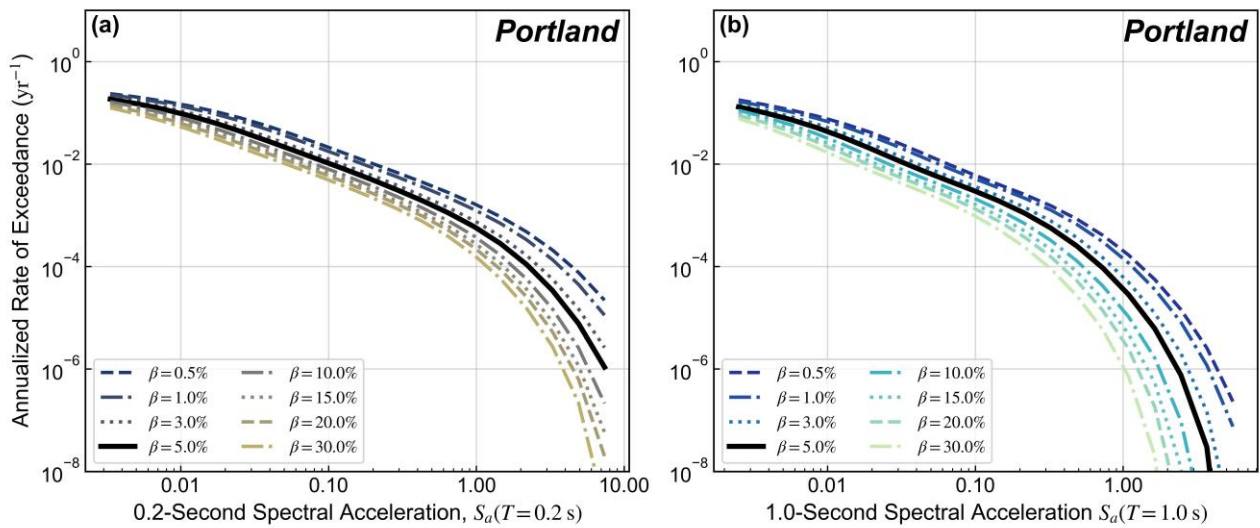 (a)
Portland
Annualized Rate of Exceedance (yr⁻¹)
10⁰
10⁻²
10⁻⁴
10⁻⁶
10⁻⁸
β=0.5%
β=1.0%
β=3.0%
β=5.0%
β=10.0%
β=15.0%
β=20.0%
β=30.0%
0.01
0.10
1.00
10.00
0.2-Second Spectral Acceleration, Sₐ(T=0.2 s)
(b)
Portland
10⁰
10⁻²
10⁻⁴
10⁻⁶
10⁻⁸
β=0.5%
β=1.0%
β=3.0%
β=5.0%
β=10.0%
β=15.0%
β=20.0%
β=30.0%
0.01
0.10
1.00
1.0-Second Spectral Acceleration Sₐ(T=1.0 s)